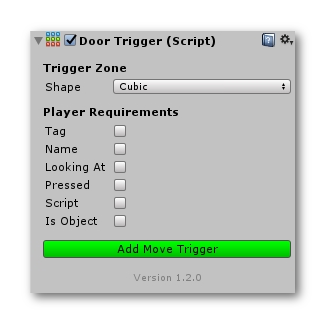 Door Trigger (Script)
Trigger Zone
Shape Cubic
Player Requirements
Tag
Name
Looking At
Pressed
Script
Is Object
Add Move Trigger
Version 1.2.0